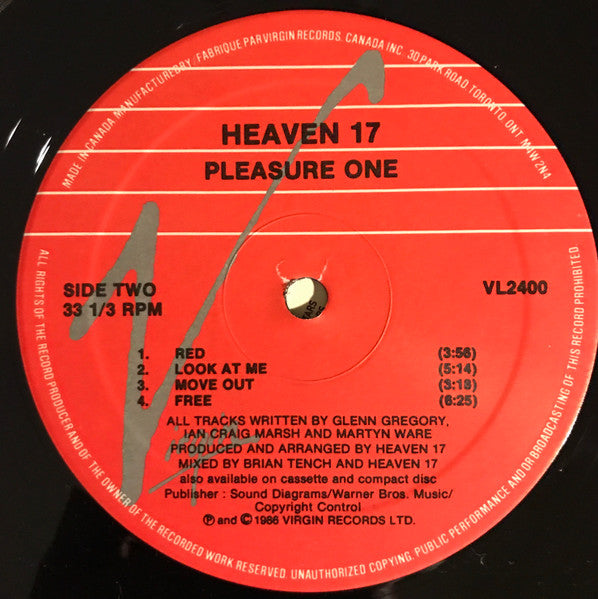 MADE IN CANADA MANUFACTURED BY/FABRIQUE PAR VIRGIN RECORDS, CANADA INC. 30 PARK ROAD, TORONTO, ONT. M4W 2N4
HEAVEN 17
PLEASURE ONE
SIDE TWO
33 1/3 RPM
VL2400
1. RED (3:56)
2. LOOK AT ME (5:14)
3. MOVE OUT (3:18)
4. FREE (6:25)
ALL TRACKS WRITTEN BY GLENN GREGORY,
IAN CRAIG MARSH AND MARTYN WARE
PRODUCED AND ARRANGED BY HEAVEN 17
MIXED BY BRIAN TENCH AND HEAVEN 17
also available on cassette and compact disc
Publisher : Sound Diagrams/Warner Bros. Music/
Copyright Control
℗ and © 1986 VIRGIN RECORDS LTD.
ALL RIGHTS OF THE RECORD PRODUCER AND OF THE OWNER OF THE RECORDED WORK RESERVED. UNAUTHORIZED COPYING, PUBLIC PERFORMANCE AND/OR BROADCASTING OF THIS RECORD PROHIBITED.
Virgin